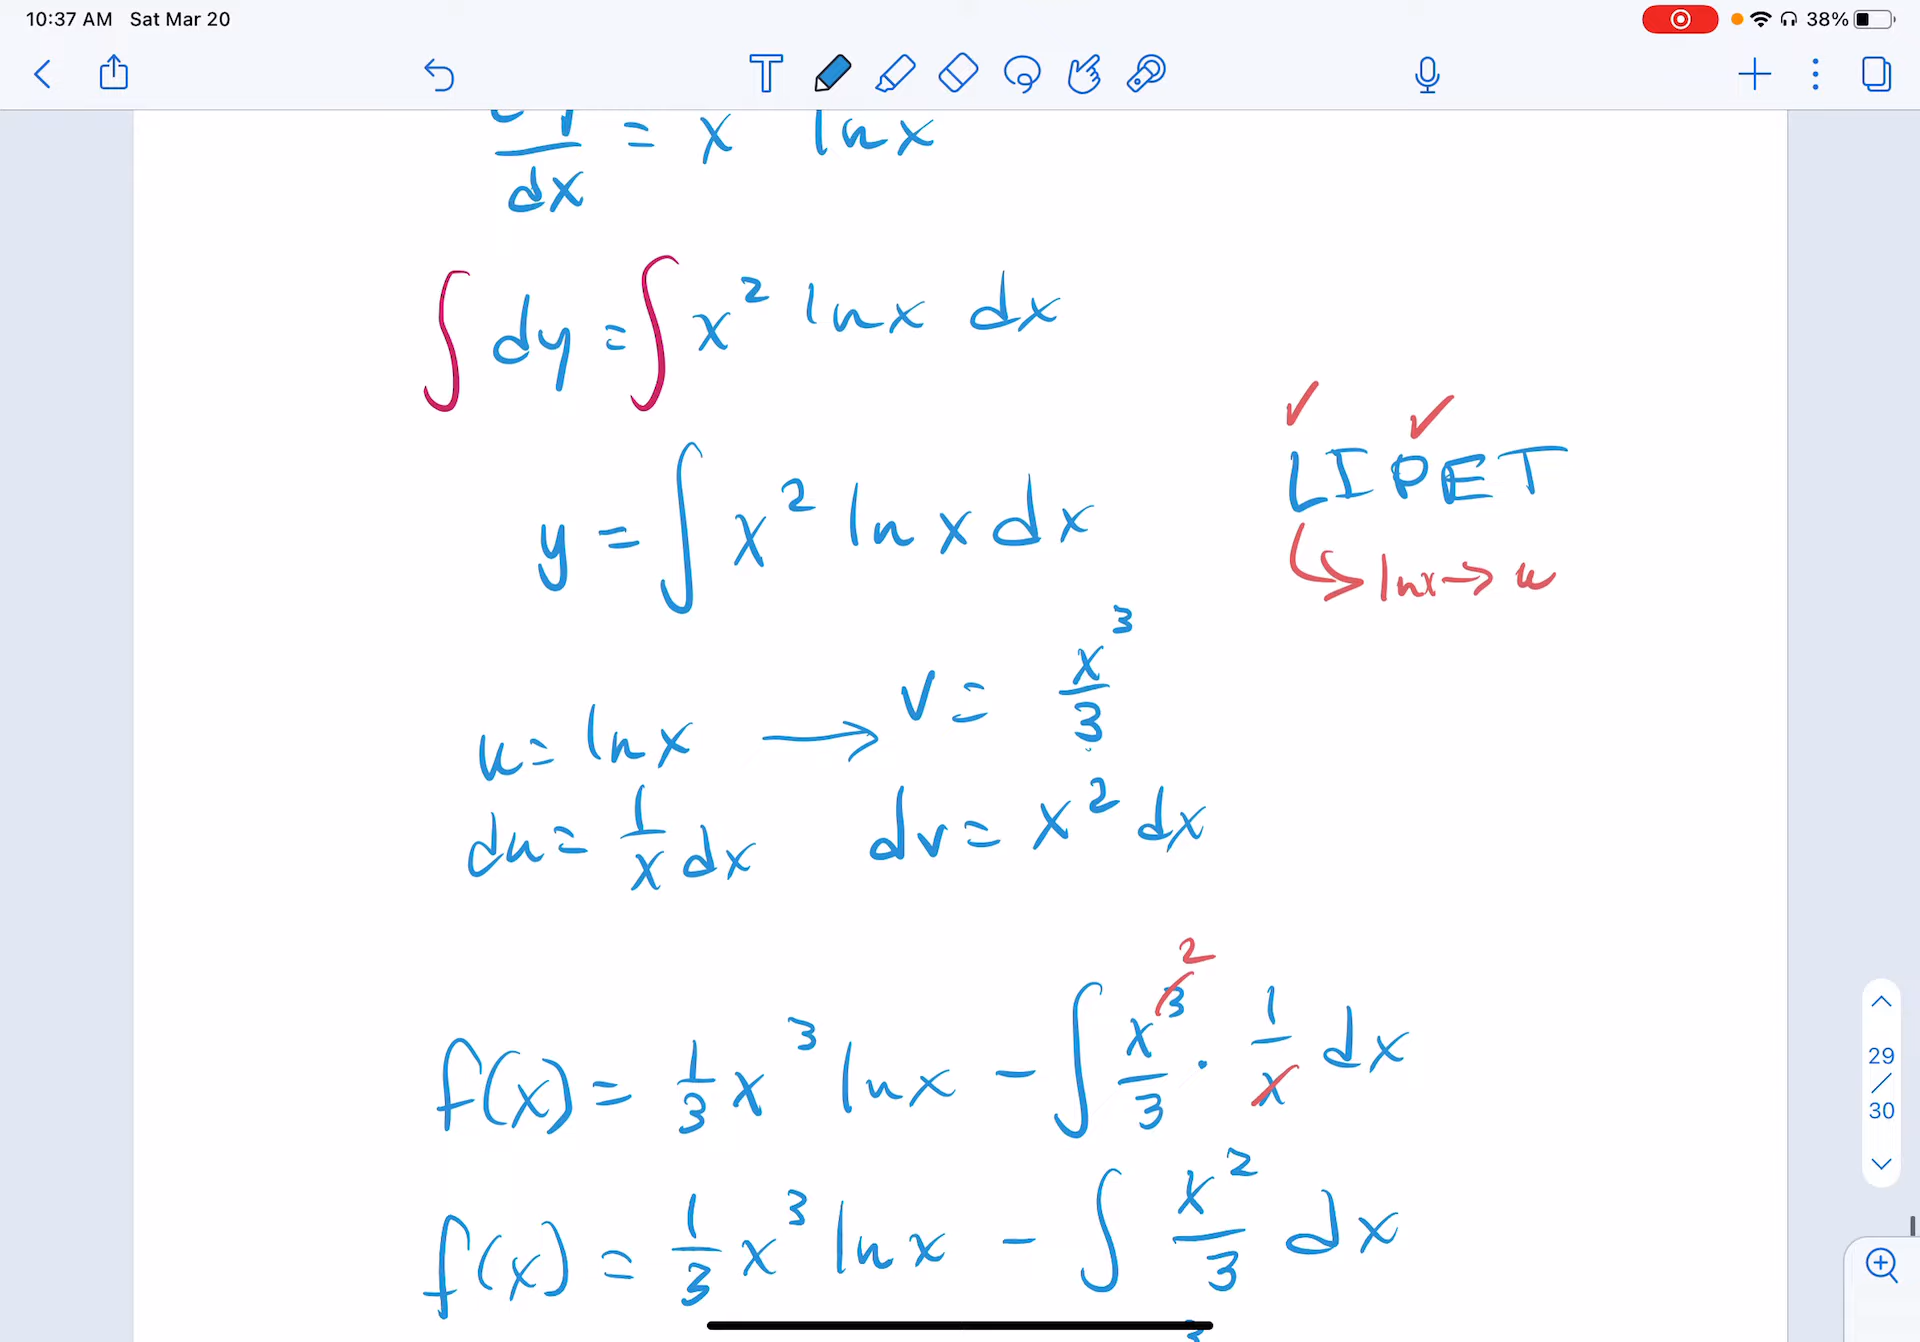 10:37 AM Sat Mar 20
38%
T
dy/dx = x ln x
∫ dy = ∫ x² ln x dx
y = ∫ x² ln x dx
LIPET
ln x → u
u = ln x → v = x³/3
du = 1/x dx dv = x² dx
f(x) = 1/3 x³ ln x - ∫ x³/3 · 1/x dx
2
f(x) = 1/3 x³ ln x - ∫ x²/3 dx
29
/
30